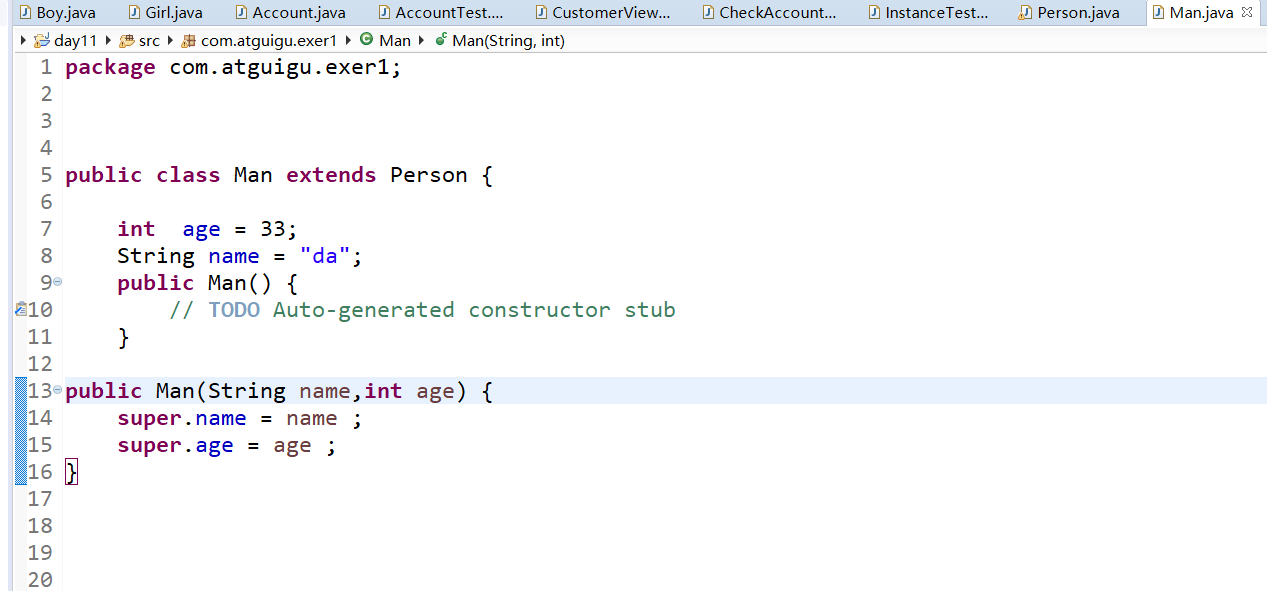 Boy.java Girl.java Account.java AccountTest.... CustomerView... CheckAccount... InstanceTest... Person.java Man.java
day11 src com.atguigu.exer1 Man Man(String, int)
1 package com.atguigu.exer1;
2
3
4
5 public class Man extends Person {
6
7 int  age = 33;
8 String name = "da";
9 public Man() {
10 // TODO Auto-generated constructor stub
11 }
12
13 public Man(String name,int age) {
14 super.name = name ;
15 super.age = age ;
16 }
17
18
19
20